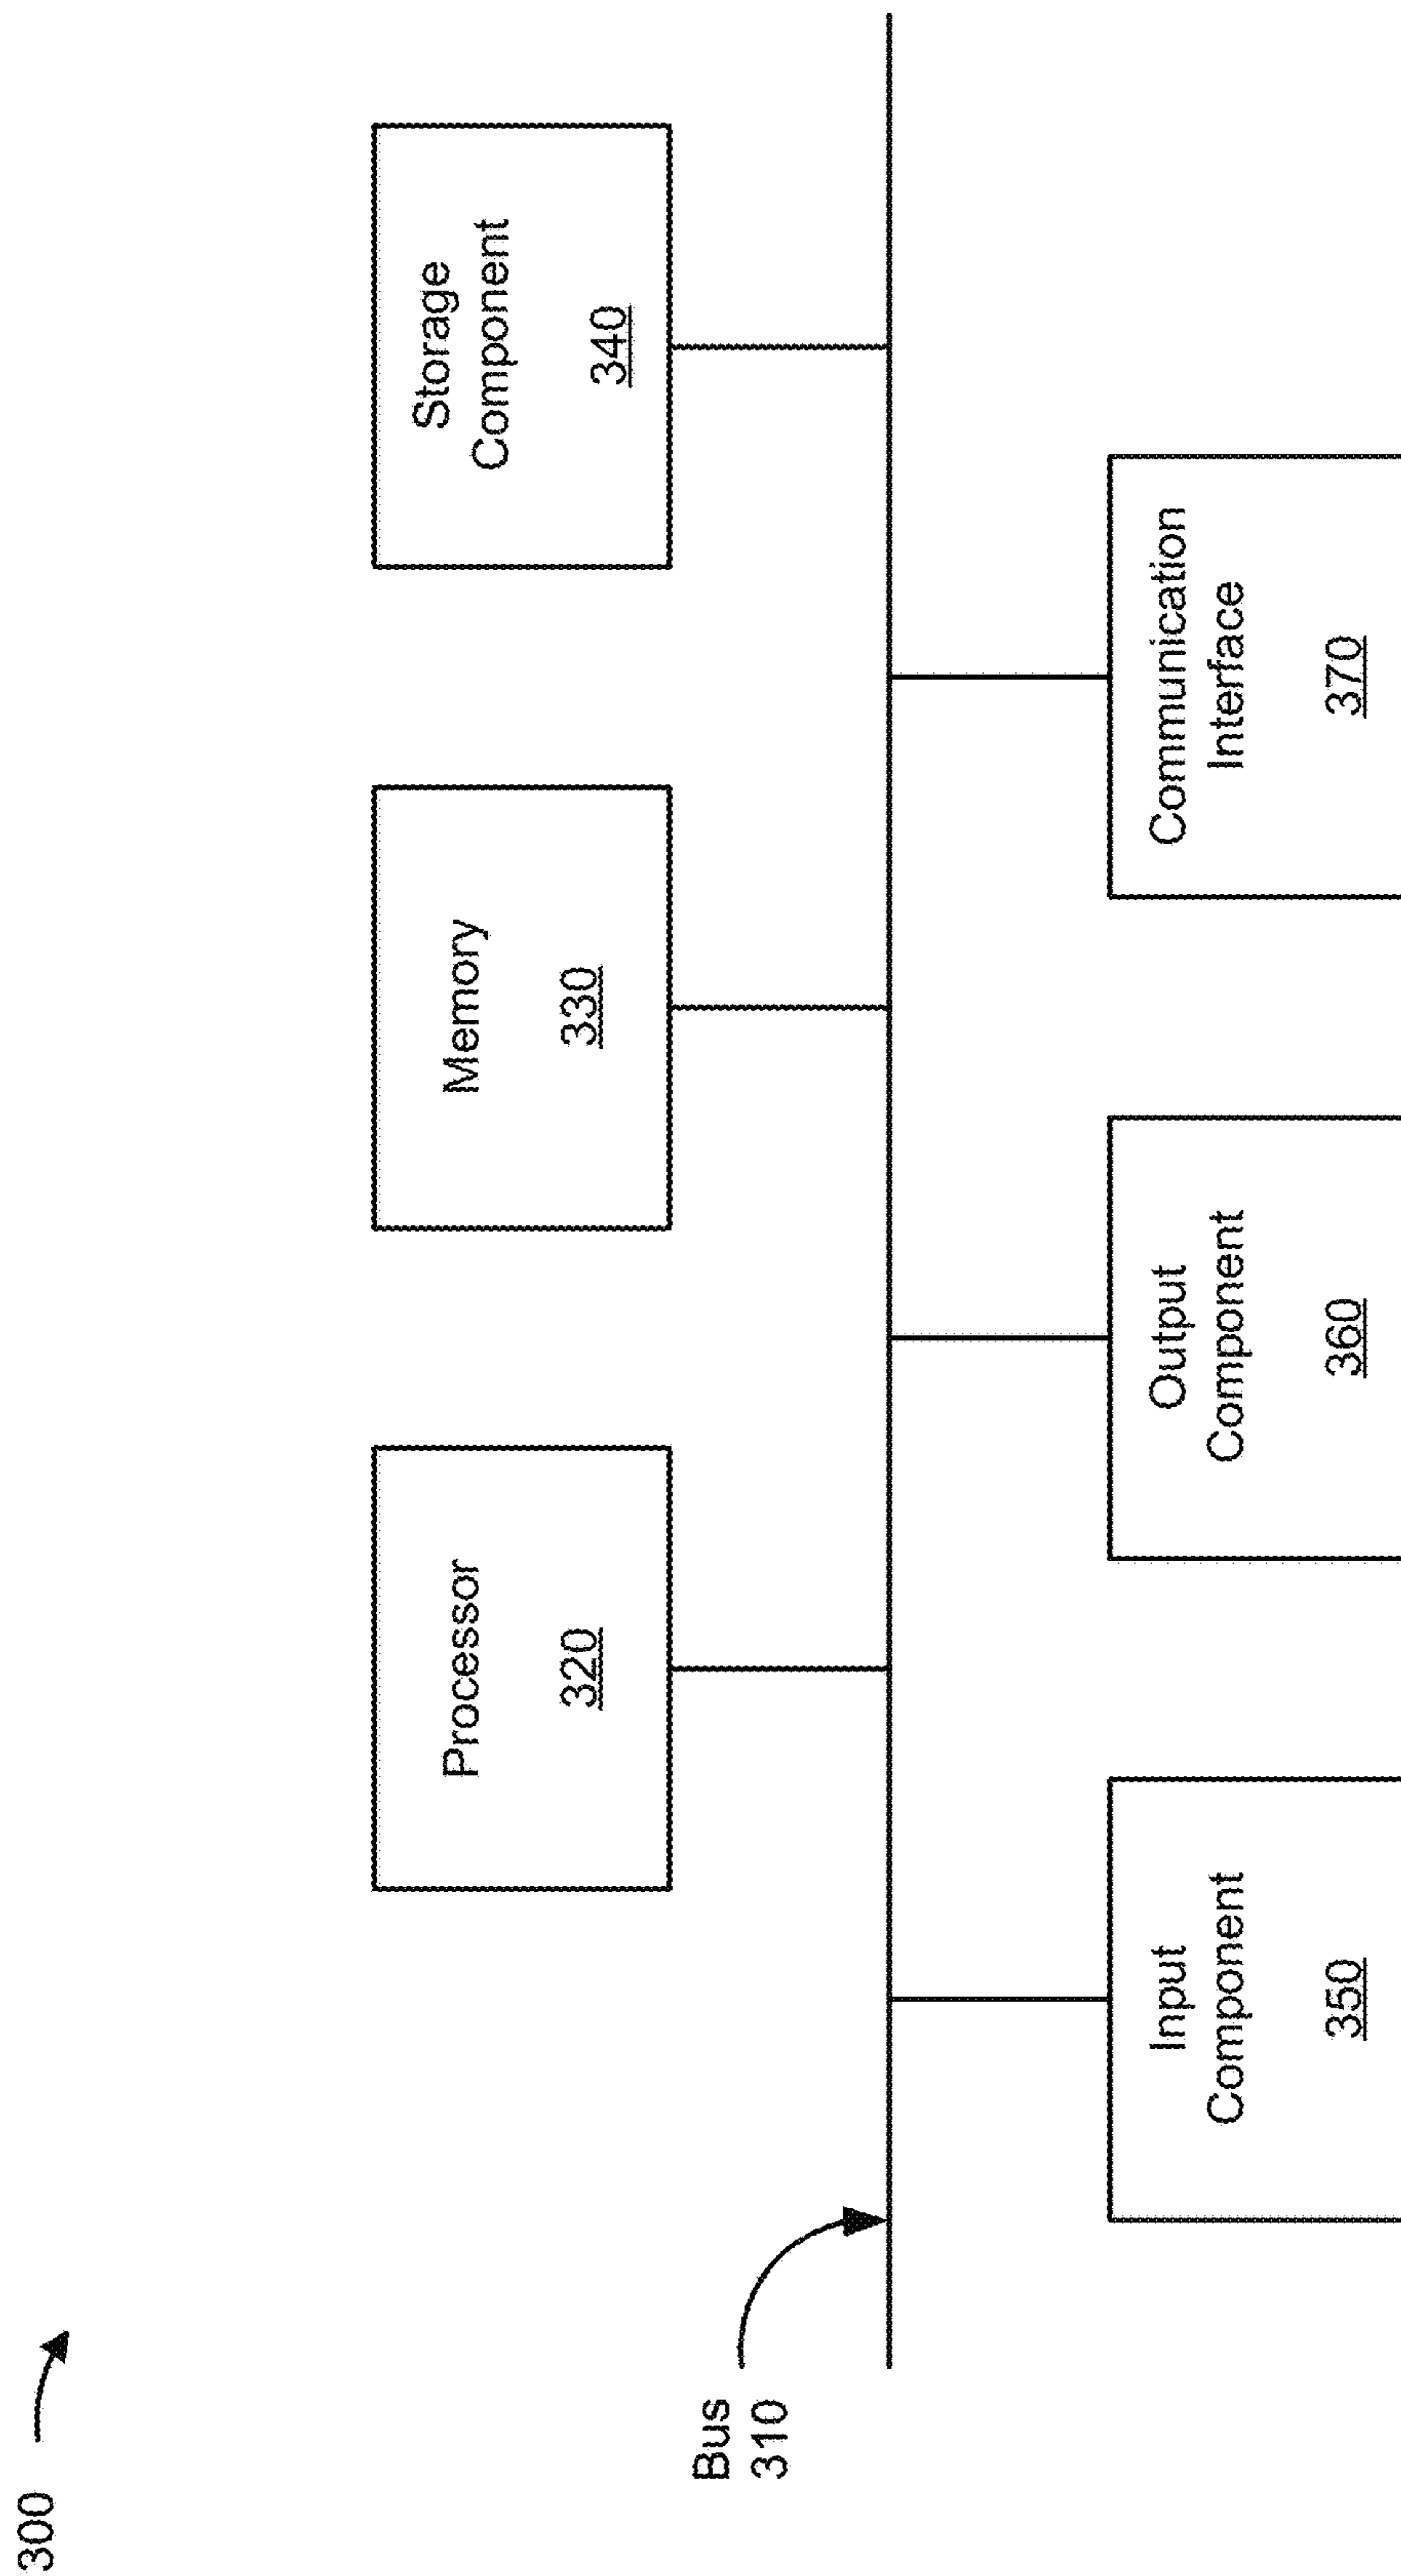 300
Bus
310
Processor
320
Memory
330
Storage
Component
340
Input
Component
350
Output
Component
360
Communication
Interface
370